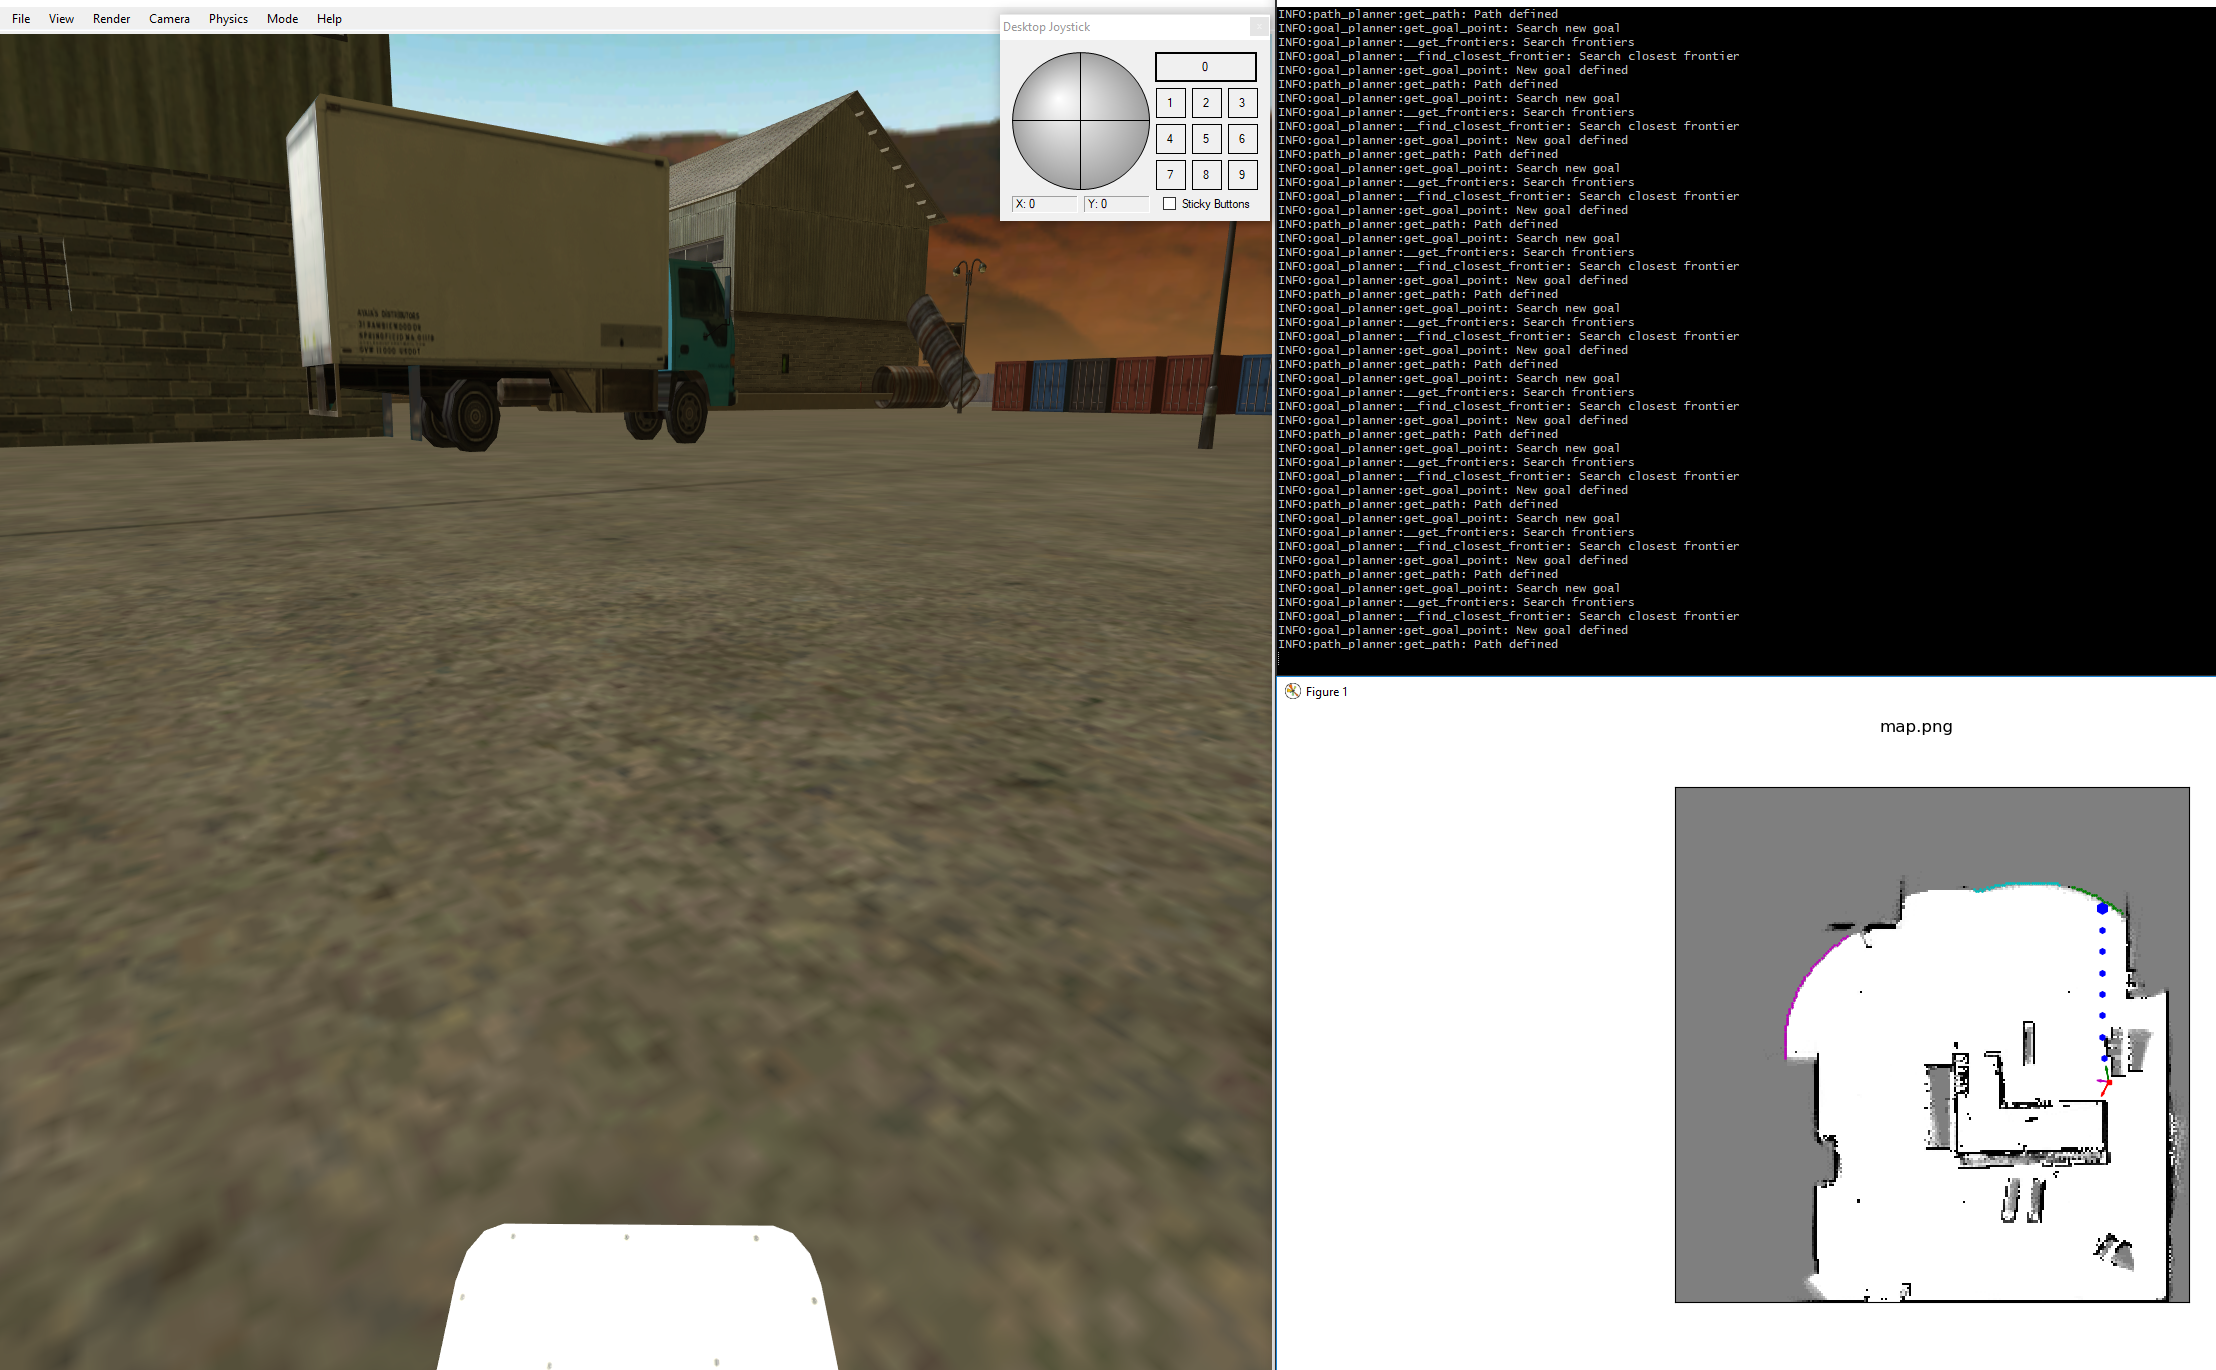 File View Render Camera Physics Mode Help
Desktop Joystick
0
1 2 3
4 5 6
7 8 9
X: 0 Y: 0 Sticky Buttons
INFO:path_planner:get_path: Path defined
INFO:goal_planner:get_goal_point: Search new goal
INFO:goal_planner:__get_frontiers: Search frontiers
INFO:goal_planner:__find_closest_frontier: Search closest frontier
INFO:goal_planner:get_goal_point: New goal defined
INFO:path_planner:get_path: Path defined
INFO:goal_planner:get_goal_point: Search new goal
INFO:goal_planner:__get_frontiers: Search frontiers
INFO:goal_planner:__find_closest_frontier: Search closest frontier
INFO:goal_planner:get_goal_point: New goal defined
INFO:path_planner:get_path: Path defined
INFO:goal_planner:get_goal_point: Search new goal
INFO:goal_planner:__get_frontiers: Search frontiers
INFO:goal_planner:__find_closest_frontier: Search closest frontier
INFO:goal_planner:get_goal_point: New goal defined
INFO:path_planner:get_path: Path defined
INFO:goal_planner:get_goal_point: Search new goal
INFO:goal_planner:__get_frontiers: Search frontiers
INFO:goal_planner:__find_closest_frontier: Search closest frontier
INFO:goal_planner:get_goal_point: New goal defined
INFO:path_planner:get_path: Path defined
INFO:goal_planner:get_goal_point: Search new goal
INFO:goal_planner:__get_frontiers: Search frontiers
INFO:goal_planner:__find_closest_frontier: Search closest frontier
INFO:goal_planner:get_goal_point: New goal defined
INFO:path_planner:get_path: Path defined
INFO:goal_planner:get_goal_point: Search new goal
INFO:goal_planner:__get_frontiers: Search frontiers
INFO:goal_planner:__find_closest_frontier: Search closest frontier
INFO:goal_planner:get_goal_point: New goal defined
INFO:path_planner:get_path: Path defined
INFO:goal_planner:get_goal_point: Search new goal
INFO:goal_planner:__get_frontiers: Search frontiers
INFO:goal_planner:__find_closest_frontier: Search closest frontier
INFO:goal_planner:get_goal_point: New goal defined
INFO:path_planner:get_path: Path defined
INFO:goal_planner:get_goal_point: Search new goal
INFO:goal_planner:__get_frontiers: Search frontiers
INFO:goal_planner:__find_closest_frontier: Search closest frontier
INFO:goal_planner:get_goal_point: New goal defined
INFO:path_planner:get_path: Path defined
INFO:goal_planner:get_goal_point: Search new goal
INFO:goal_planner:__get_frontiers: Search frontiers
INFO:goal_planner:__find_closest_frontier: Search closest frontier
INFO:goal_planner:get_goal_point: New goal defined
INFO:path_planner:get_path: Path defined
Figure 1
map.png